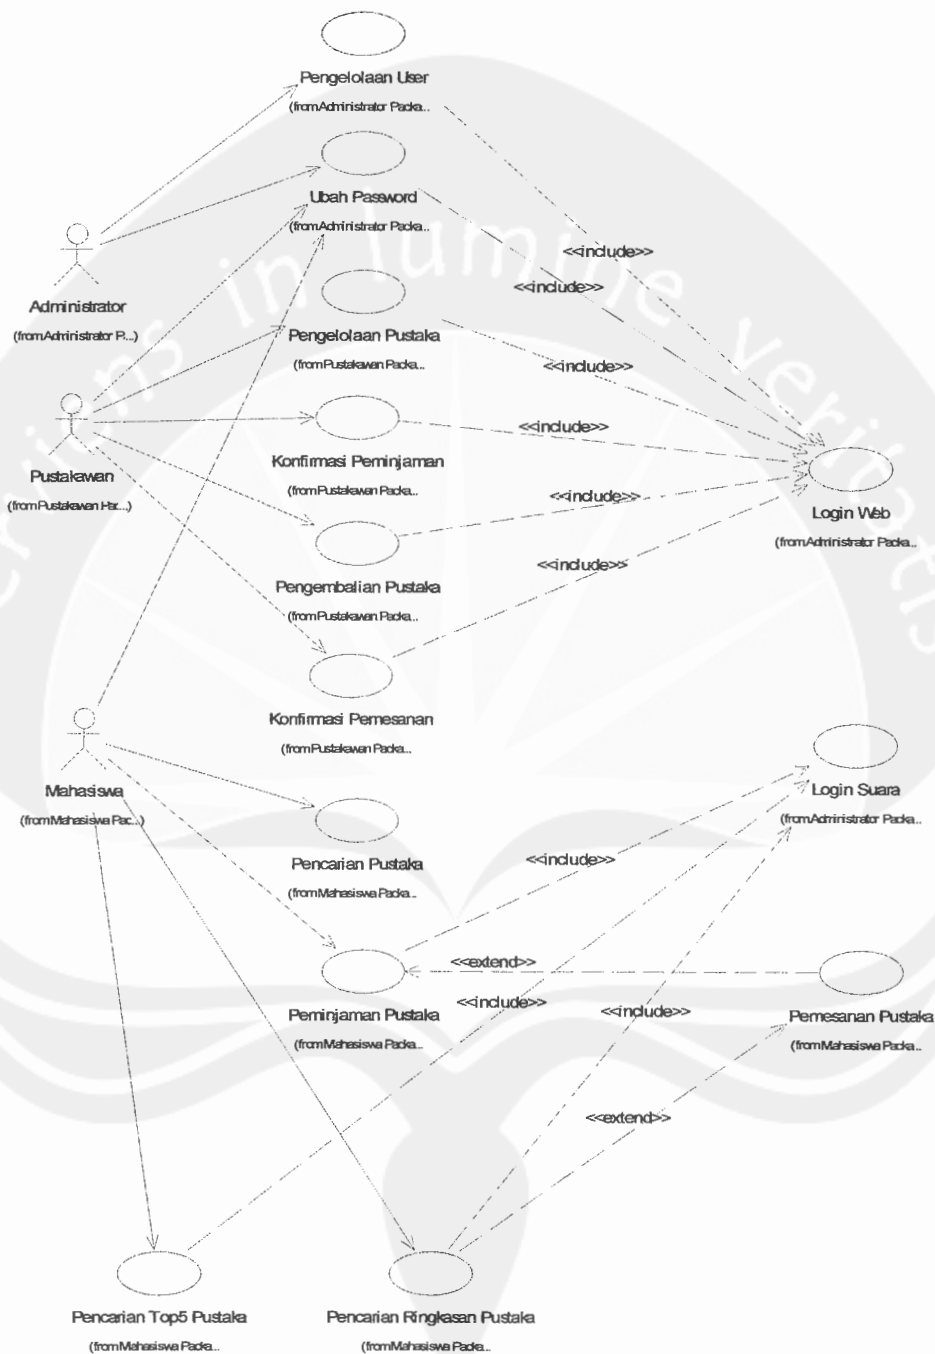 Pengelolaan User
(from Administrator Packa...
Ubah Password
(from Administrator Packa...
<<include>>
<<include>>
Administrator
(from Administrator P...)
Pengelolaan Pustaka
(from Pustakawan Packa...
<<include>>
Konfirmasi Peminjaman
(from Pustakawan Packa...
<<include>>
Pustakawan
(from Pustakawan Pac...)
Login Web
(from Administrator Packa...
<<include>>
Pengembalian Pustaka
(from Pustakawan Packa...
<<include>>
Konfirmasi Pemesanan
(from Pustakawan Packa...
Mahasiswa
(from Mahasiswa Pac...)
Login Suara
(from Administrator Packa...
Pencarian Pustaka
(from Mahasiswa Packa...
<<include>>
<<extend>>
Peminjaman Pustaka
(from Mahasiswa Packa...
<<include>>
<<include>>
Pemesanan Pustaka
(from Mahasiswa Packa...
<<extend>>
Pencarian Top5 Pustaka
(from Mahasiswa Packa...
Pencarian Ringkasan Pustaka
(from Mahasiswa Packa...
in lumine veritatis